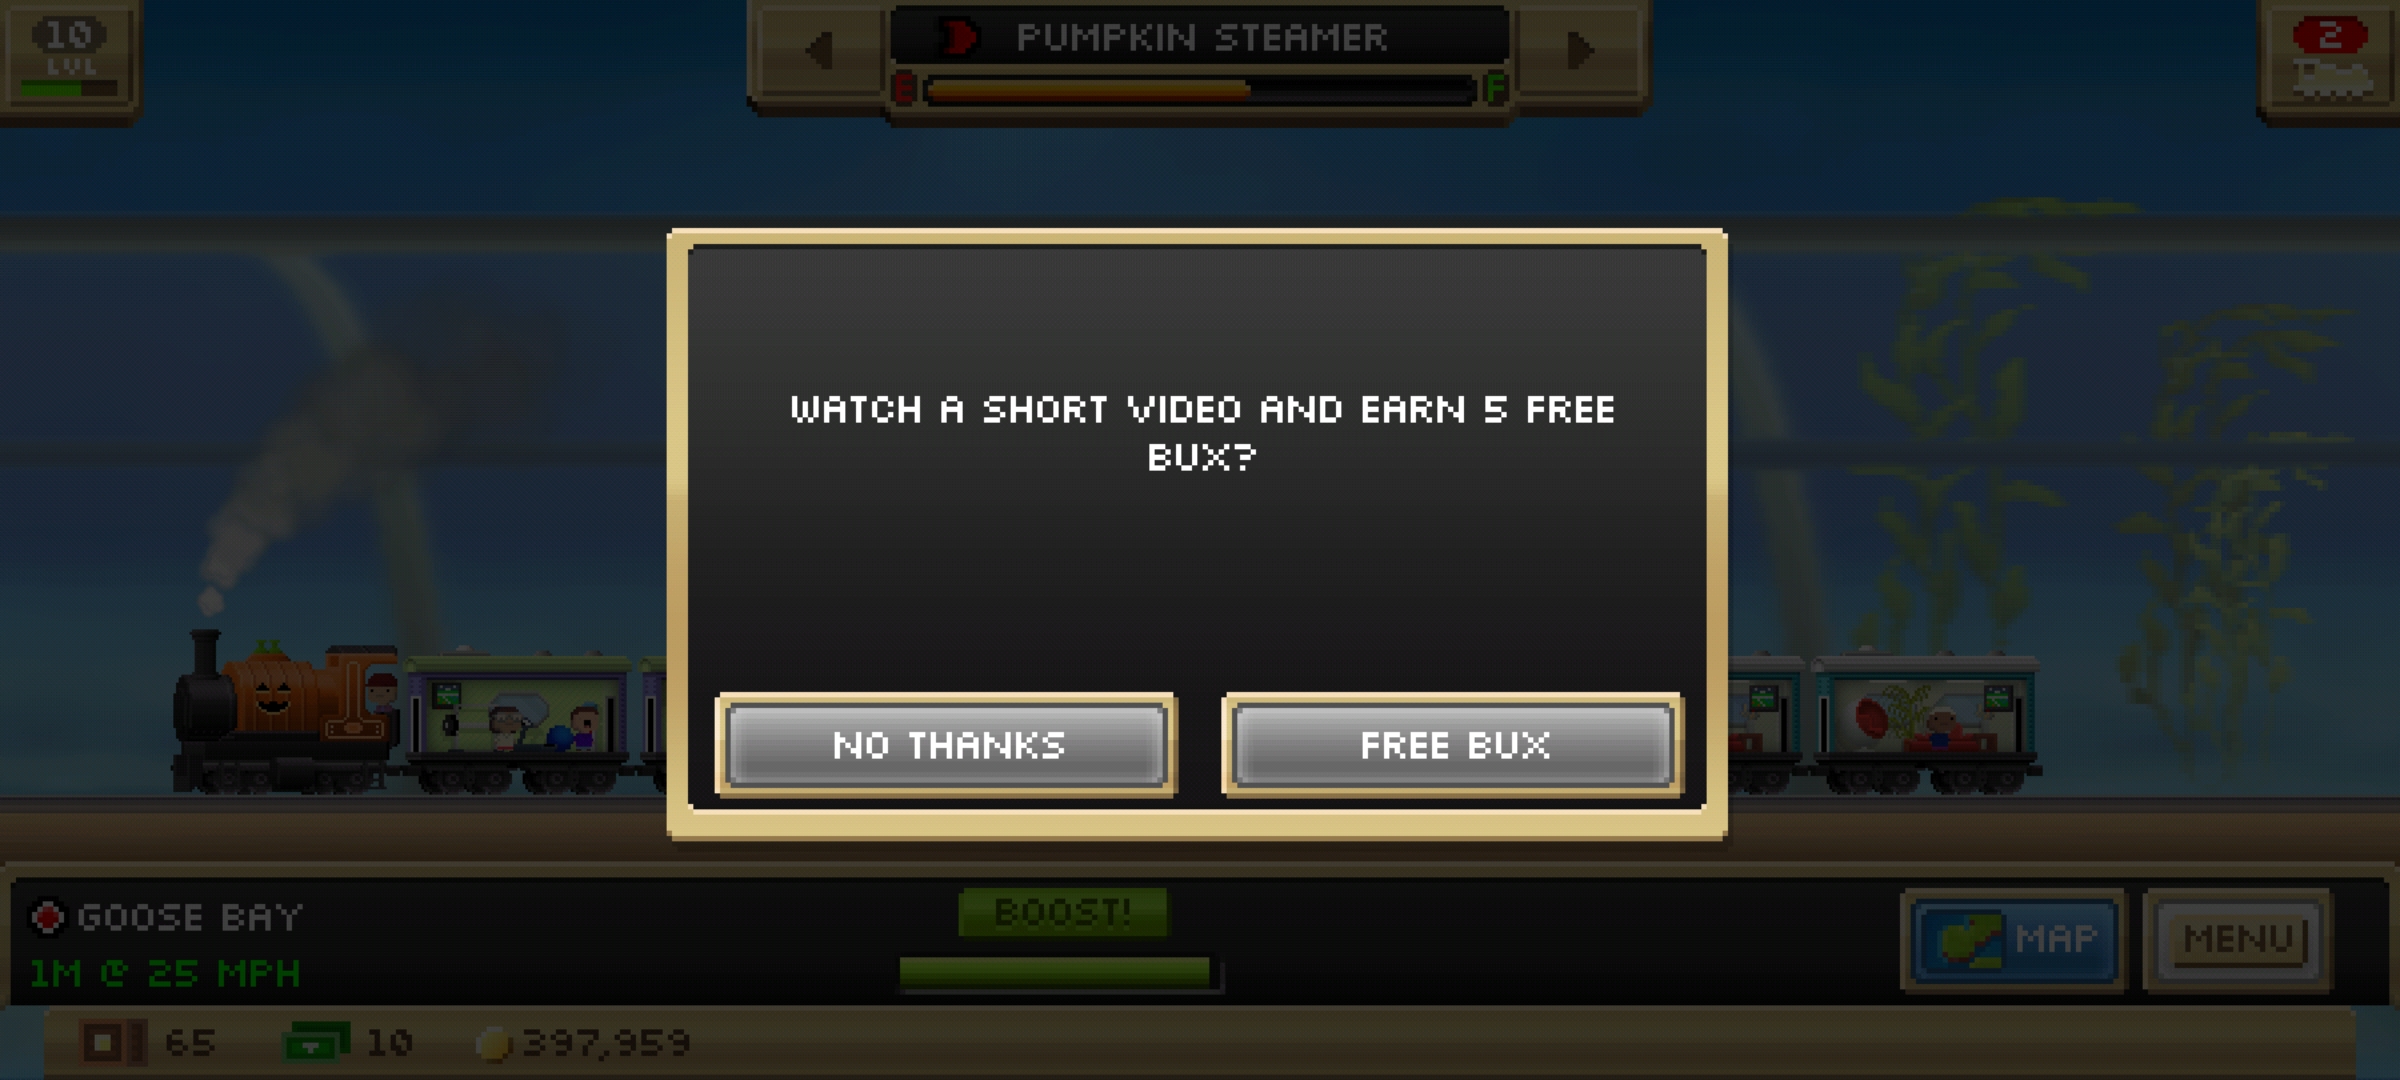 10
LVL
PUMPKIN STEAMER
E F
2
WATCH A SHORT VIDEO AND EARN 5 FREE
BUX?
NO THANKS
FREE BUX
GOOSE BAY
1M @ 25 MPH
BOOST!
MAP
MENU
65
10
397,959